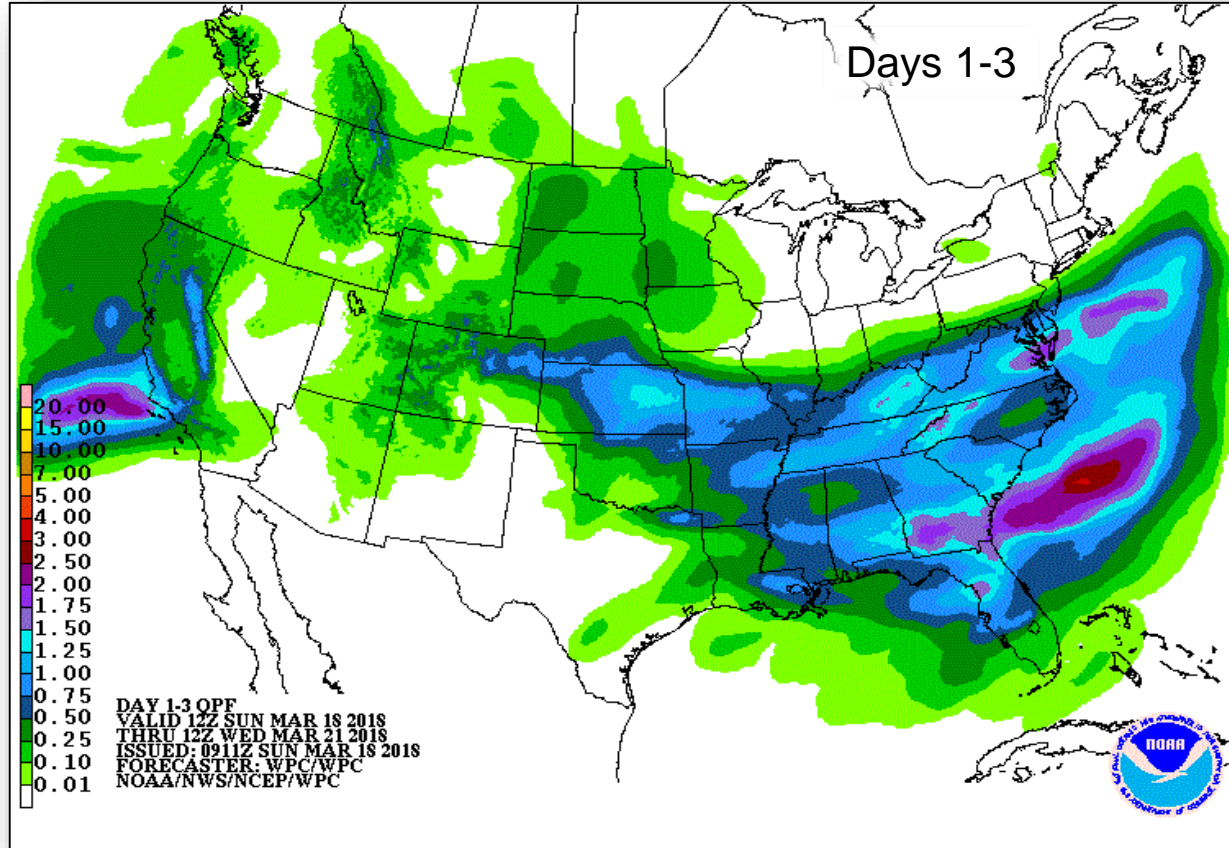 Days 1-3
20.00
15.00
10.00
7.00
5.00
4.00
3.00
2.50
2.00
1.75
1.50
1.25
1.00
0.75
0.50
0.25
0.10
0.01
DAY 1-3 QPF
VALID 12Z SUN MAR 18 2018
THRU 12Z WED MAR 21 2018
ISSUED: 0911Z SUN MAR 18 2018
FORECASTER: WPC/WPC
NOAA/NWS/NCEP/WPC
NOAA